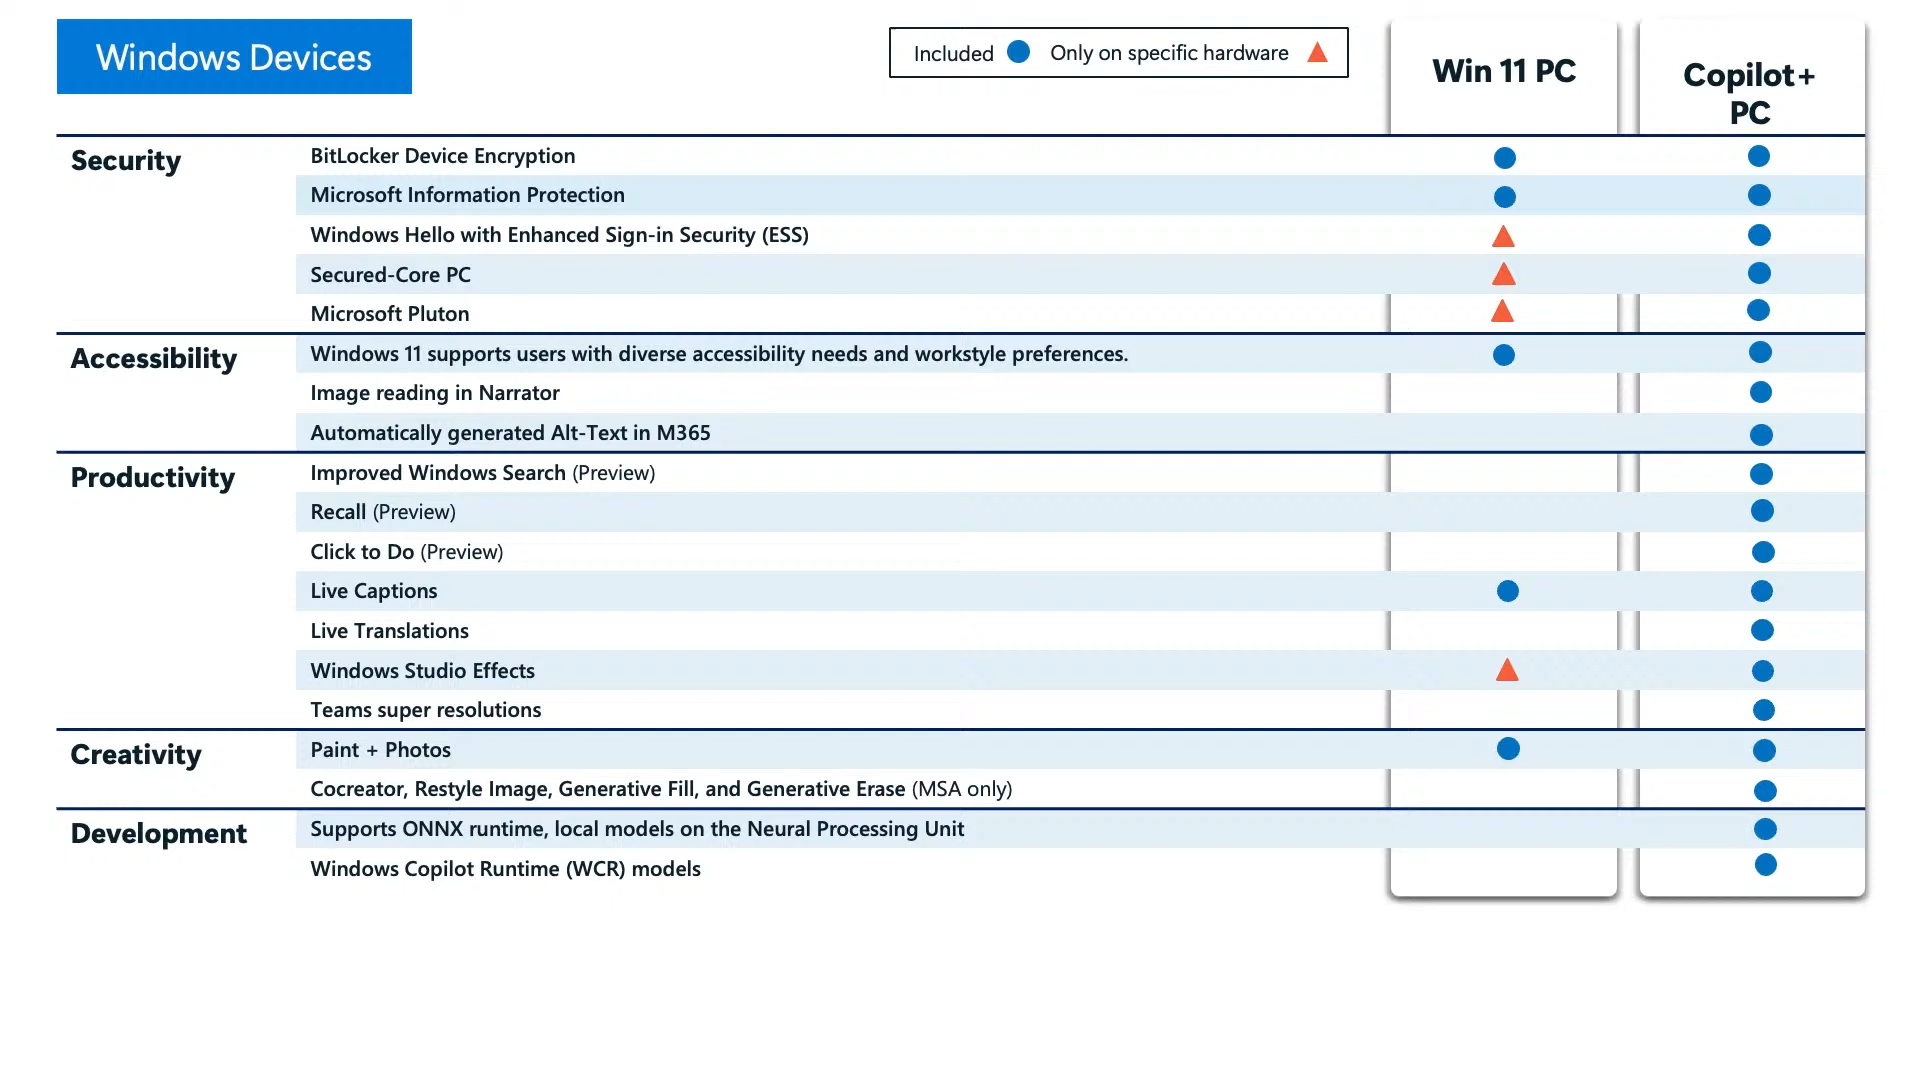 Windows Devices
Included
Only on specific hardware
Win 11 PC
Copilot+
PC
Security
BitLocker Device Encryption
Microsoft Information Protection
Windows Hello with Enhanced Sign-in Security (ESS)
Secured-Core PC
Microsoft Pluton
Accessibility
Windows 11 supports users with diverse accessibility needs and workstyle preferences.
Image reading in Narrator
Automatically generated Alt-Text in M365
Productivity
Improved Windows Search (Preview)
Recall (Preview)
Click to Do (Preview)
Live Captions
Live Translations
Windows Studio Effects
Teams super resolutions
Creativity
Paint + Photos
Cocreator, Restyle Image, Generative Fill, and Generative Erase (MSA only)
Development
Supports ONNX runtime, local models on the Neural Processing Unit
Windows Copilot Runtime (WCR) models